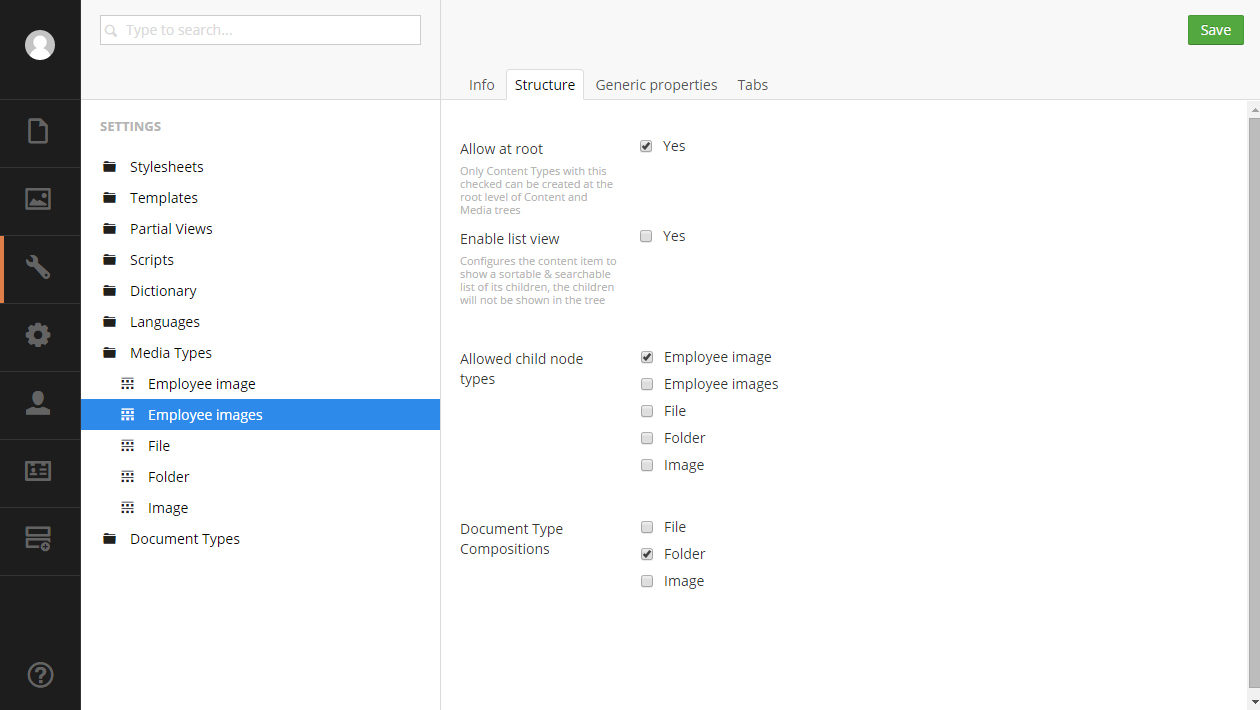 Type to search...
Save
Info
Structure
Generic properties
Tabs
SETTINGS
Stylesheets
Templates
Partial Views
Scripts
Dictionary
Languages
Media Types
Employee image
Employee images
File
Folder
Image
Document Types
Allow at root
Only Content Types with this
checked can be created at the
root level of Content and
Media trees
Yes
Enable list view
Configures the content item to
show a sortable & searchable
list of its children, the children
will not be shown in the tree
Yes
Allowed child node
types
Employee image
Employee images
File
Folder
Image
Document Type
Compositions
File
Folder
Image